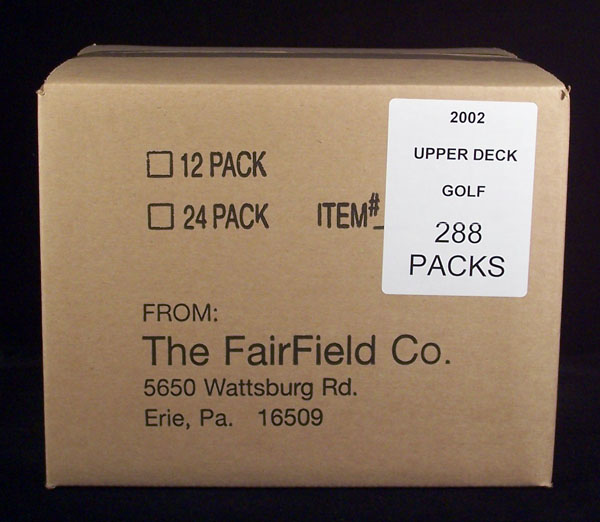 12 PACK
24 PACK
ITEM#_
2002
UPPER DECK
GOLF
288
PACKS
FROM:
The FairField Co.
5650 Wattsburg Rd.
Erie, Pa. 16509